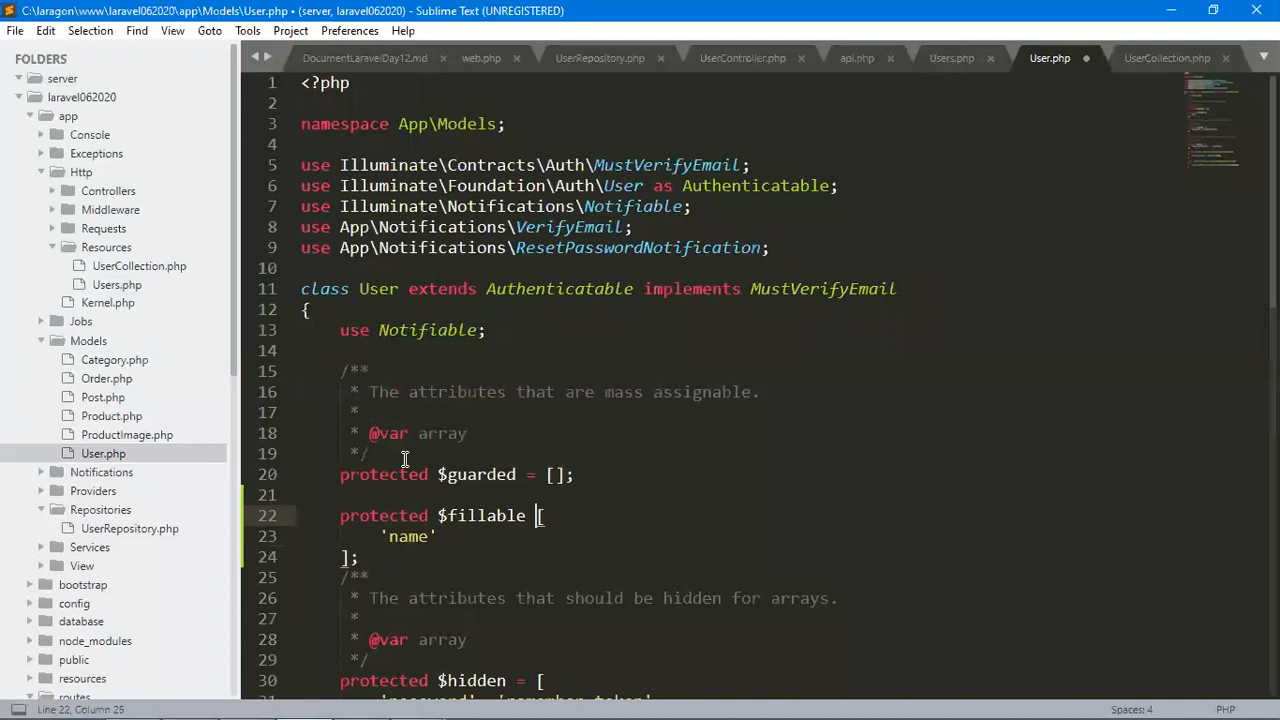 C:\laragon\www\laravel062020\app\Models\User.php • (server, laravel062020) - Sublime Text (UNREGISTERED)
File Edit Selection Find View Goto Tools Project Preferences Help
DocumentLaravelDay12.md web.php UserRepository.php UserController.php api.php Users.php User.php UserCollection.php
FOLDERS
server
laravel062020
app
Console
Exceptions
Http
Controllers
Middleware
Requests
Resources
UserCollection.php
Users.php
Kernel.php
Jobs
Models
Category.php
Order.php
Post.php
Product.php
ProductImage.php
User.php
Notifications
Providers
Repositories
UserRepository.php
Services
View
bootstrap
config
database
node_modules
public
resources
routes
1 <?php
2
3 namespace App\Models;
4
5 use Illuminate\Contracts\Auth\MustVerifyEmail;
6 use Illuminate\Foundation\Auth\User as Authenticatable;
7 use Illuminate\Notifications\Notifiable;
8 use App\Notifications\VerifyEmail;
9 use App\Notifications\ResetPasswordNotification;
10
11 class User extends Authenticatable implements MustVerifyEmail
12 {
13 use Notifiable;
14
15 /**
16 * The attributes that are mass assignable.
17 *
18 * @var array
19 */
20 protected $guarded = [];
21
22 protected $fillable [
23 'name'
24 ];
25 /**
26 * The attributes that should be hidden for arrays.
27 *
28 * @var array
29 */
30 protected $hidden = [
31 'password', 'remember_token',
Line 22, Column 25
Spaces: 4
PHP